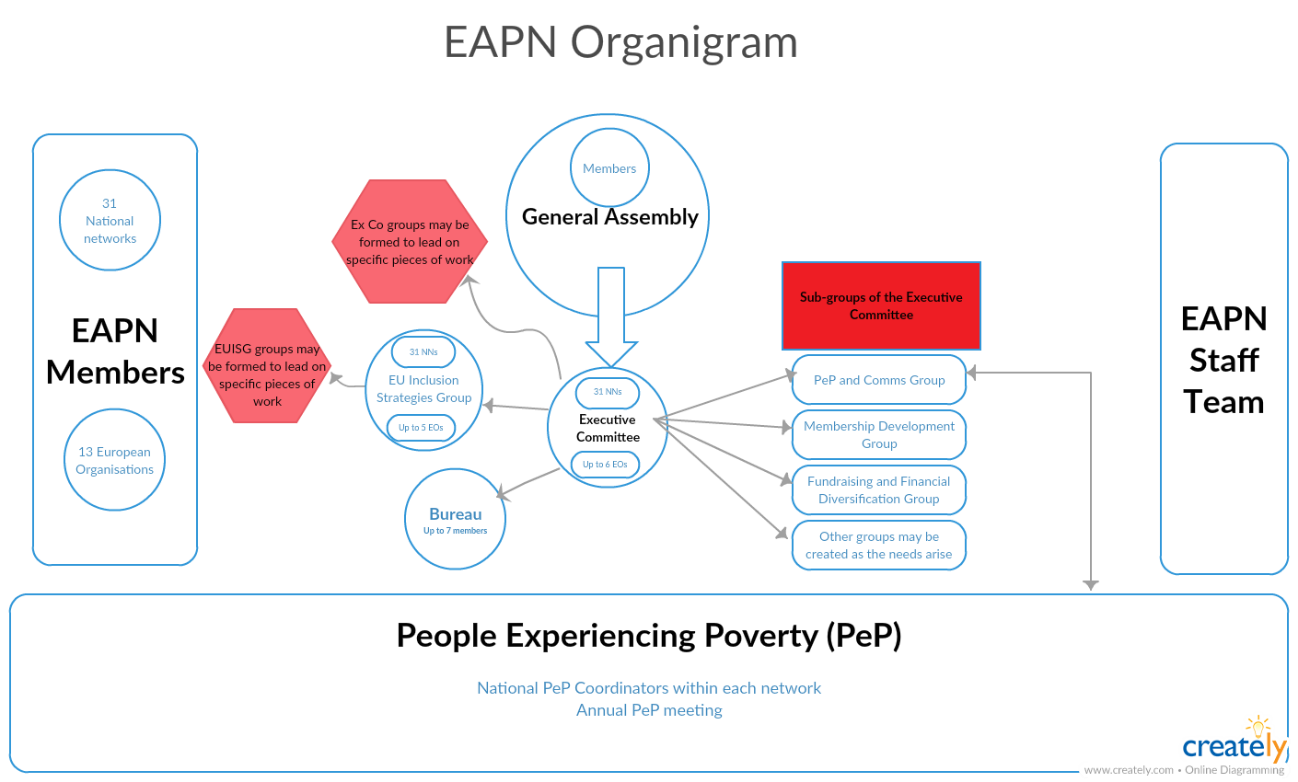 EAPN Organigram
Members
General Assembly
31
National
networks
EAPN
Members
13 European
Organisations
Ex Co groups may be
formed to lead on
specific pieces of work
EUISG groups may
be formed to lead on
specific pieces of
work
31 NNs
EU Inclusion
Strategies Group
Up to 5 EOs
31 NNs
Executive
Committee
Up to 6 EOs
Bureau
Up to 7 members
Sub-groups of the Executive
Committee
PeP and Comms Group
Membership Development
Group
Fundraising and Financial
Diversification Group
Other groups may be
created as the needs arise
EAPN
Staff
Team
People Experiencing Poverty (PeP)
National PeP Coordinators within each network
Annual PeP meeting
creately
www.creately.com • Online Diagramming